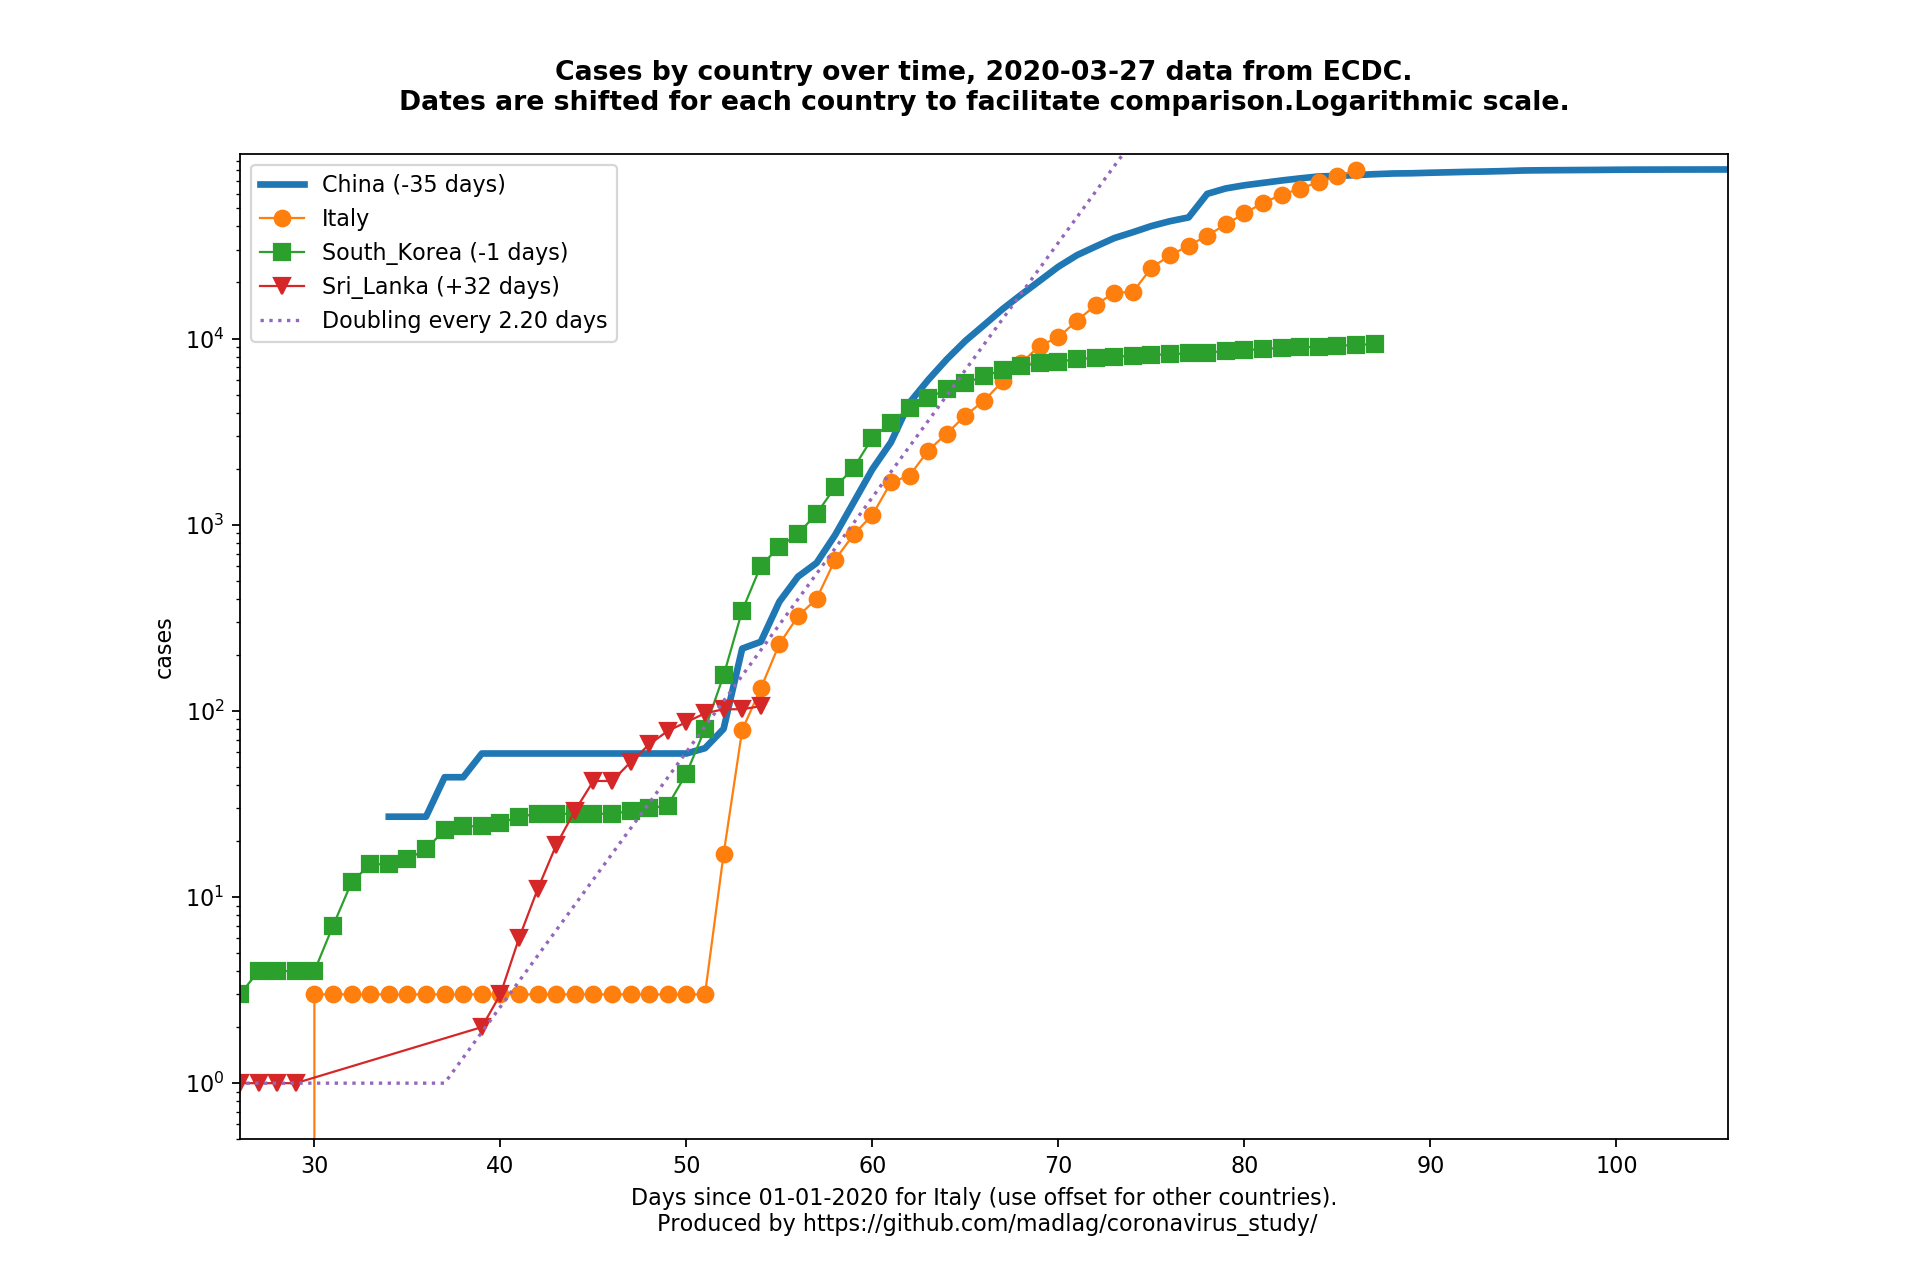 Cases by country over time, 2020-03-27 data from ECDC.
Dates are shifted for each country to facilitate comparison.Logarithmic scale.
China (-35 days)
Italy
South_Korea (-1 days)
Sri_Lanka (+32 days)
Doubling every 2.20 days
cases
10⁴
10³
10²
10¹
10⁰
30 40 50 60 70 80 90 100
Days since 01-01-2020 for Italy (use offset for other countries).
Produced by https://github.com/madlag/coronavirus_study/